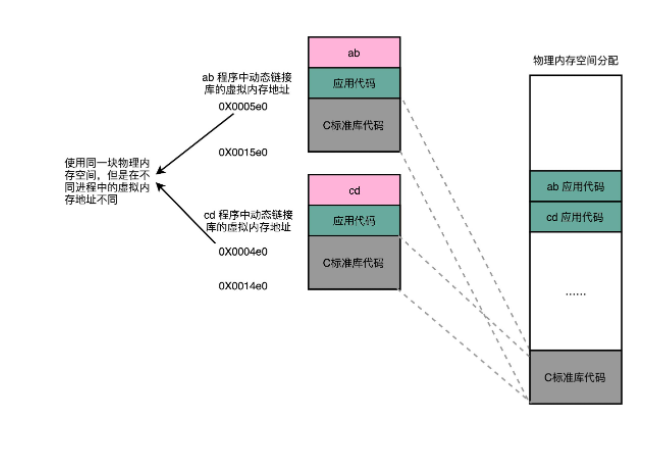 ab
物理内存空间分配
ab 程序中动态链接
库的虚拟内存地址
应用代码
0X0005e0
C标准库代码
0X0015e0
使用同一块物理内
存空间，但是在不
同进程中的虚拟内
存地址不同
cd
ab 应用代码
cd 程序中动态链接
库的虚拟内存地址
应用代码
cd 应用代码
0X0004e0
C标准库代码
0X0014e0
......
C标准库代码